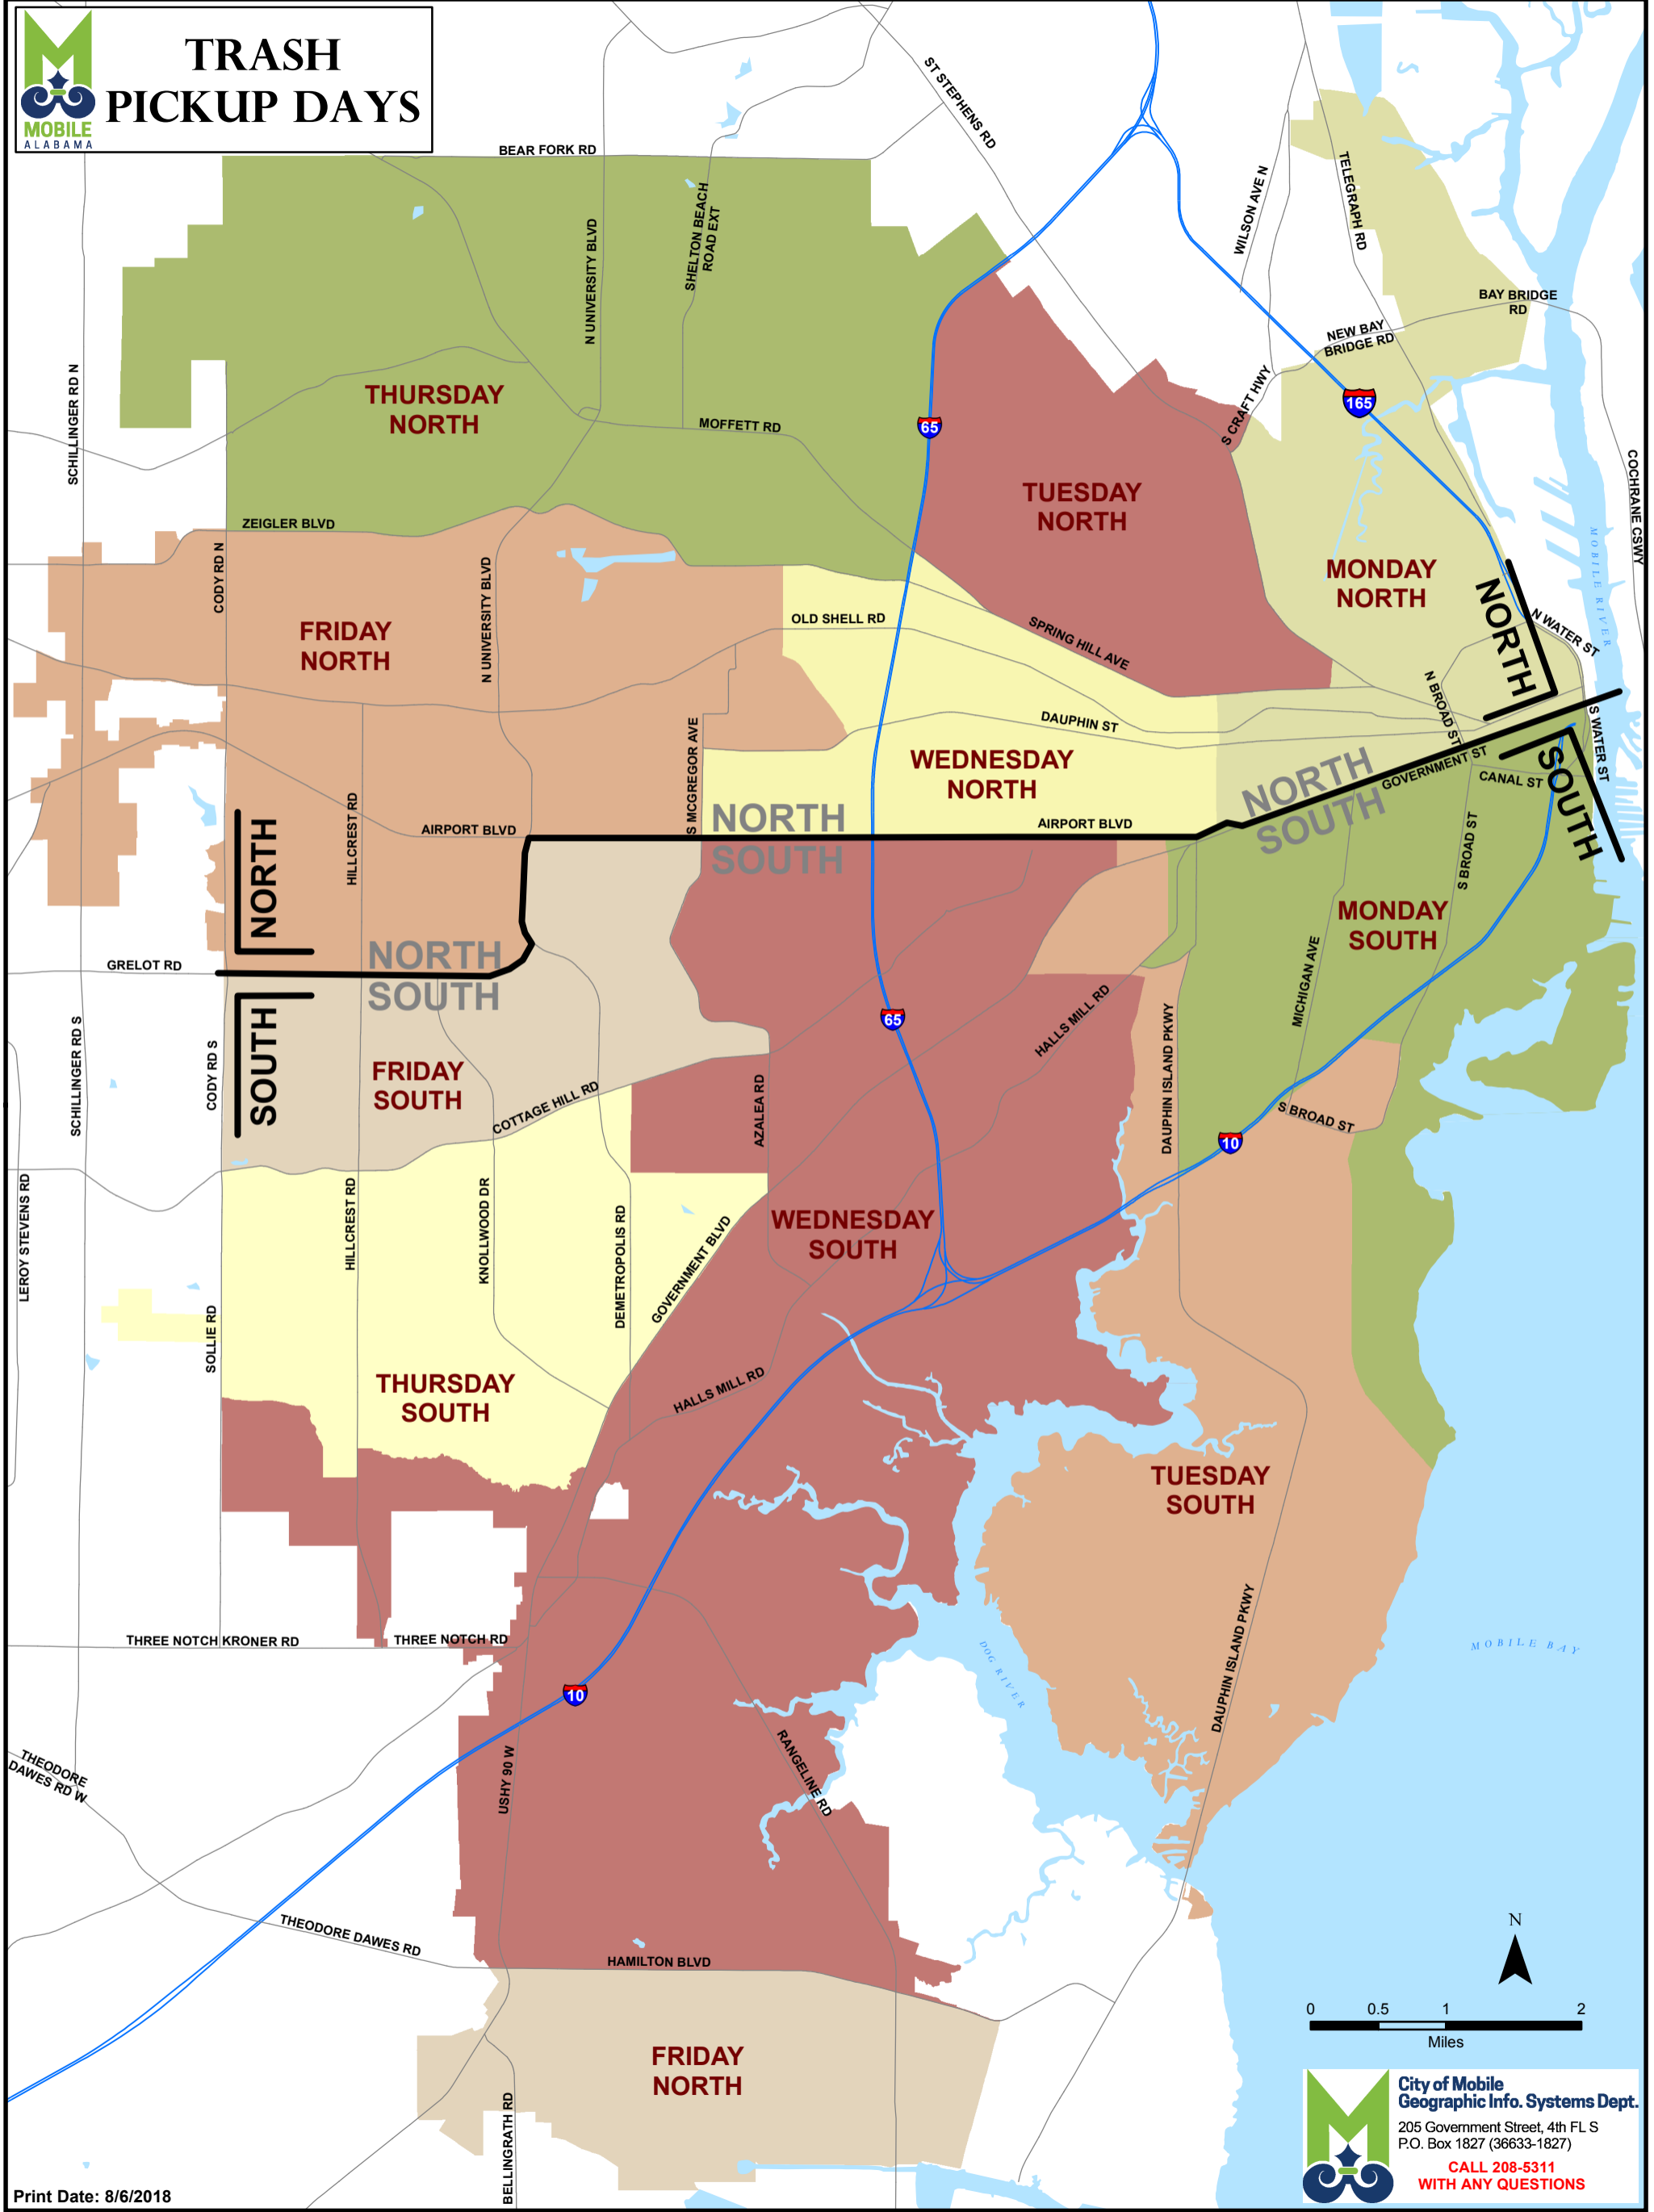 TRASH
PICKUP DAYS
MOBILE
ALABAMA
ST STEPHENS RD
BEAR FORK RD
TELEGRAPH RD
WILSON AVE N
SHELTON BEACH
ROAD EXT
N UNIVERSITY BLVD
BAY BRIDGE
RD
NEW BAY
BRIDGE RD
SCHILLINGER RD N
THURSDAY
NORTH
MOFFETT RD
65
S CRAFT HWY
165
COCHRANE CSWY
TUESDAY
NORTH
ZEIGLER BLVD
CODY RD N
N UNIVERSITY BLVD
MONDAY
NORTH
MOBILE RIVER
NORTH
N WATER ST
OLD SHELL RD
FRIDAY
NORTH
SPRING HILL AVE
N BROAD ST
DAUPHIN ST
S WATER ST
S MCGREGOR AVE
WEDNESDAY
NORTH
NORTH
SOUTH
GOVERNMENT ST
CANAL ST
SOUTH
NORTH
SOUTH
AIRPORT BLVD
AIRPORT BLVD
HILLCREST RD
NORTH
S BROAD ST
MONDAY
SOUTH
GRELOT RD
NORTH
SOUTH
MICHIGAN AVE
SCHILLINGER RD S
CODY RD S
SOUTH
65
HALLS MILL RD
DAUPHIN ISLAND PKWY
FRIDAY
SOUTH
COTTAGE HILL RD
AZALEA RD
S BROAD ST
10
LEROY STEVENS RD
HILLCREST RD
KNOLLWOOD DR
DEMETROPOLIS RD
GOVERNMENT BLVD
WEDNESDAY
SOUTH
SOLLIE RD
THURSDAY
SOUTH
HALLS MILL RD
TUESDAY
SOUTH
THREE NOTCH KRONER RD
THREE NOTCH RD
DOG RIVER
DAUPHIN ISLAND PKWY
MOBILE BAY
10
THEODORE
DAWES RD W
USHY 90 W
RANGELINE RD
THEODORE DAWES RD
HAMILTON BLVD
N
0 0.5 1 2
Miles
FRIDAY
NORTH
BELLINGRATH RD
City of Mobile
Geographic Info. Systems Dept.
205 Government Street, 4th FL S
P.O. Box 1827 (36633-1827)
CALL 208-5311
WITH ANY QUESTIONS
Print Date: 8/6/2018